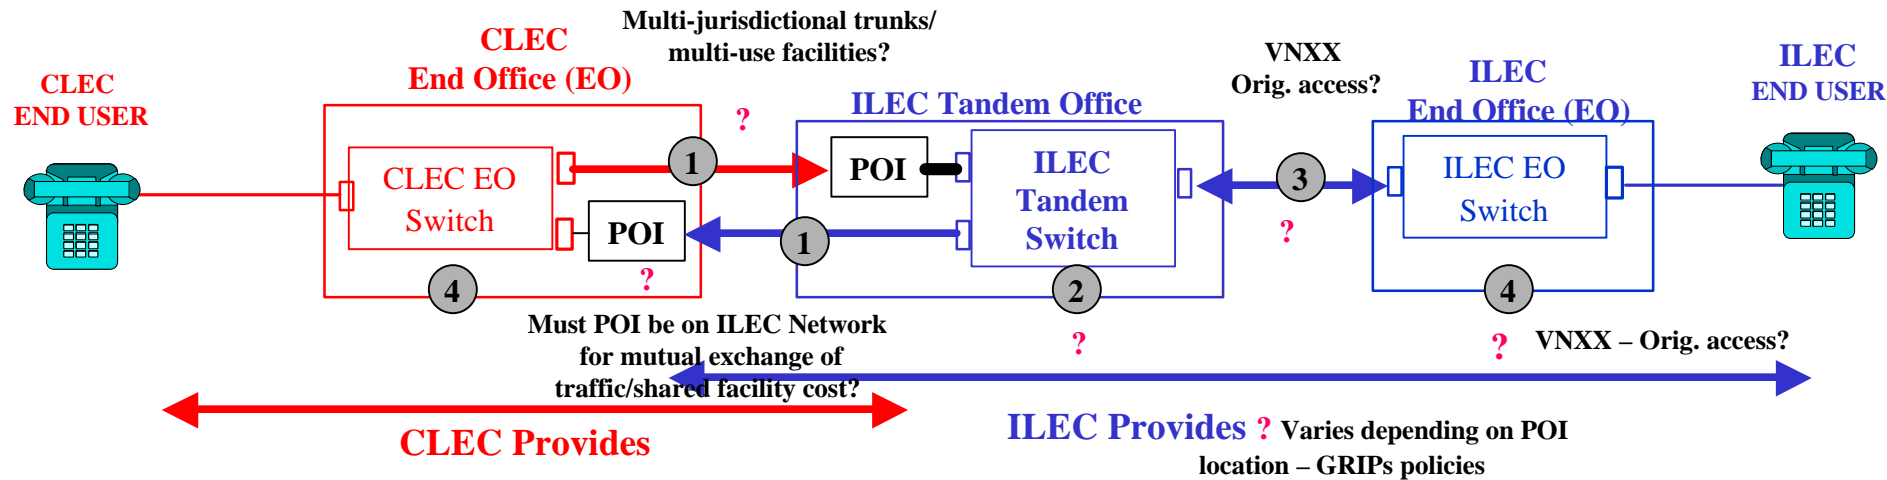 Multi-jurisdictional trunks/
multi-use facilities?
CLEC
End Office (EO)
VNXX
Orig. access?
ILEC
End Office (EO)
ILEC
END USER
CLEC
END USER
ILEC Tandem Office
?
1
POI
ILEC
Tandem
Switch
3
ILEC EO
Switch
CLEC EO
Switch
POI
1
?
?
4
2
4
Must POI be on ILEC Network
for mutual exchange of
traffic/shared facility cost?
?
?
VNXX – Orig. access?
CLEC Provides
ILEC Provides ? Varies depending on POI
location – GRIPs policies